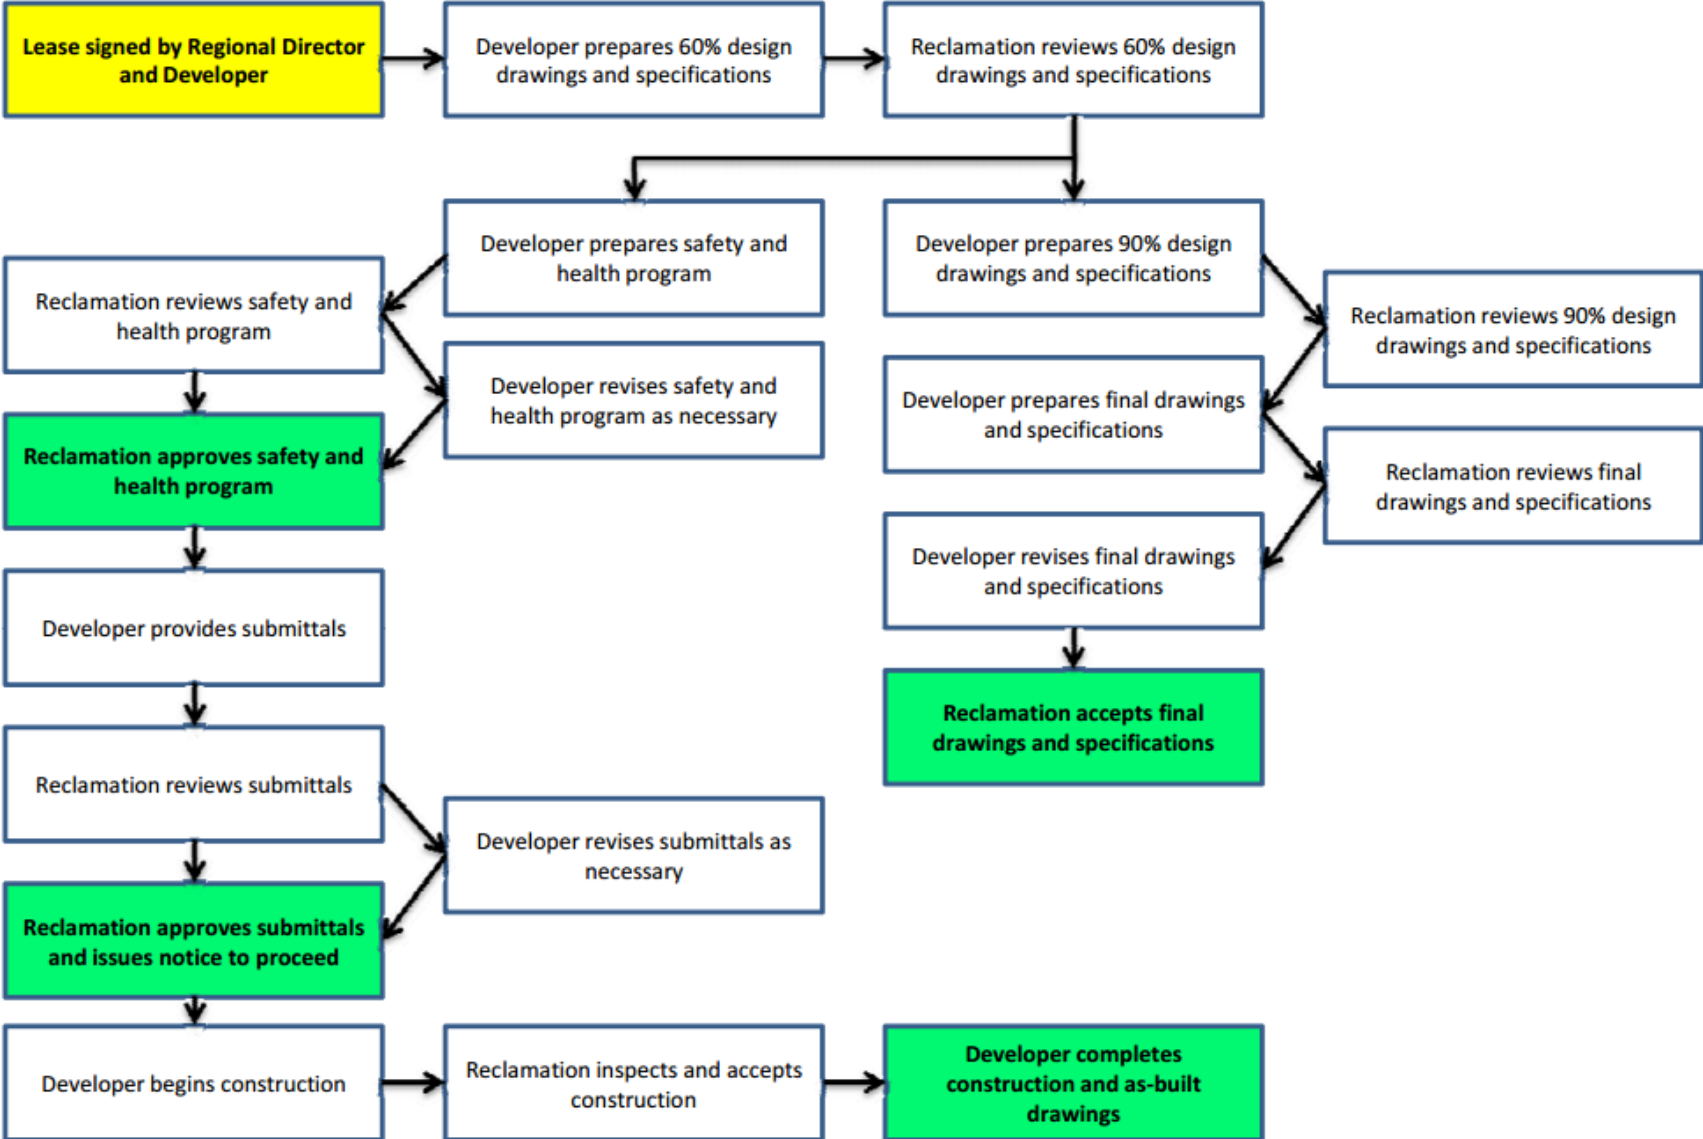 Lease signed by Regional Director
and Developer
Developer prepares 60% design
drawings and specifications
Reclamation reviews 60% design
drawings and specifications
Developer prepares safety and
health program
Developer prepares 90% design
drawings and specifications
Reclamation reviews safety and
health program
Reclamation reviews 90% design
drawings and specifications
Developer revises safety and
health program as necessary
Developer prepares final drawings
and specifications
Reclamation approves safety and
health program
Reclamation reviews final
drawings and specifications
Developer revises final drawings
and specifications
Developer provides submittals
Reclamation accepts final
drawings and specifications
Reclamation reviews submittals
Developer revises submittals as
necessary
Reclamation approves submittals
and issues notice to proceed
Developer begins construction
Reclamation inspects and accepts
construction
Developer completes
construction and as-built
drawings